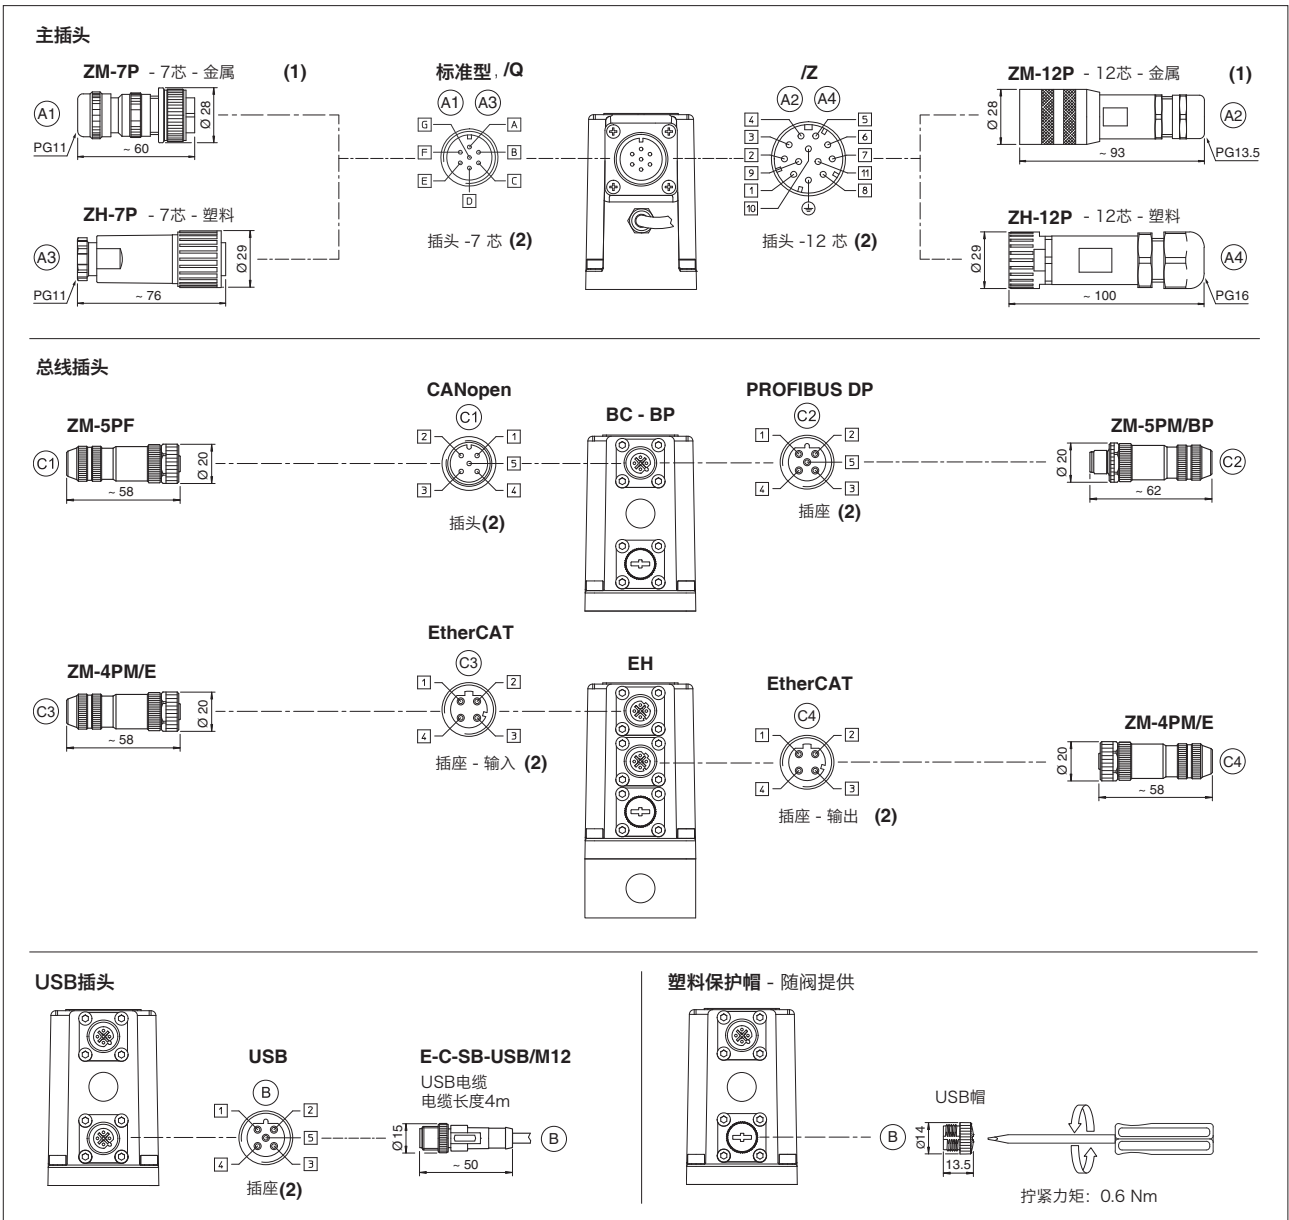 主插头
ZM-7P - 7芯 - 金属 (1)
A1
PG11
~ 60
Ø 28
ZH-7P - 7芯 - 塑料
A3
PG11
~ 76
Ø 29
标准型, /Q
A1 A3
G A
F B
E C
D
插头 -7 芯 (2)
/Z
A2 A4
4 5
3 6
2 7
9 11
1 8
10
插头 -12 芯 (2)
ZM-12P - 12芯 - 金属 (1)
Ø 28
A2
~ 93
PG13.5
ZH-12P - 12芯 - 塑料
Ø 29
A4
~ 100
PG16
总线插头
ZM-5PF
C1
Ø 20
~ 58
CANopen
C1
2 1
5
3 4
插头(2)
BC - BP
PROFIBUS DP
C2
1 2
5
4 3
插座 (2)
ZM-5PM/BP
Ø 20
C2
~ 62
ZM-4PM/E
C3
Ø 20
~ 58
EtherCAT
C3
1 2
4 3
插座 - 输入 (2)
EH
EtherCAT
C4
1 2
4 3
插座 - 输出 (2)
ZM-4PM/E
Ø 20
C4
~ 58
USB插头
USB
B
1 2
5
4 3
插座(2)
E-C-SB-USB/M12
USB电缆
电缆长度4m
Ø15
B
~ 50
塑料保护帽 - 随阀提供
B
USB帽
Ø14
13.5
拧紧力矩: 0.6 Nm